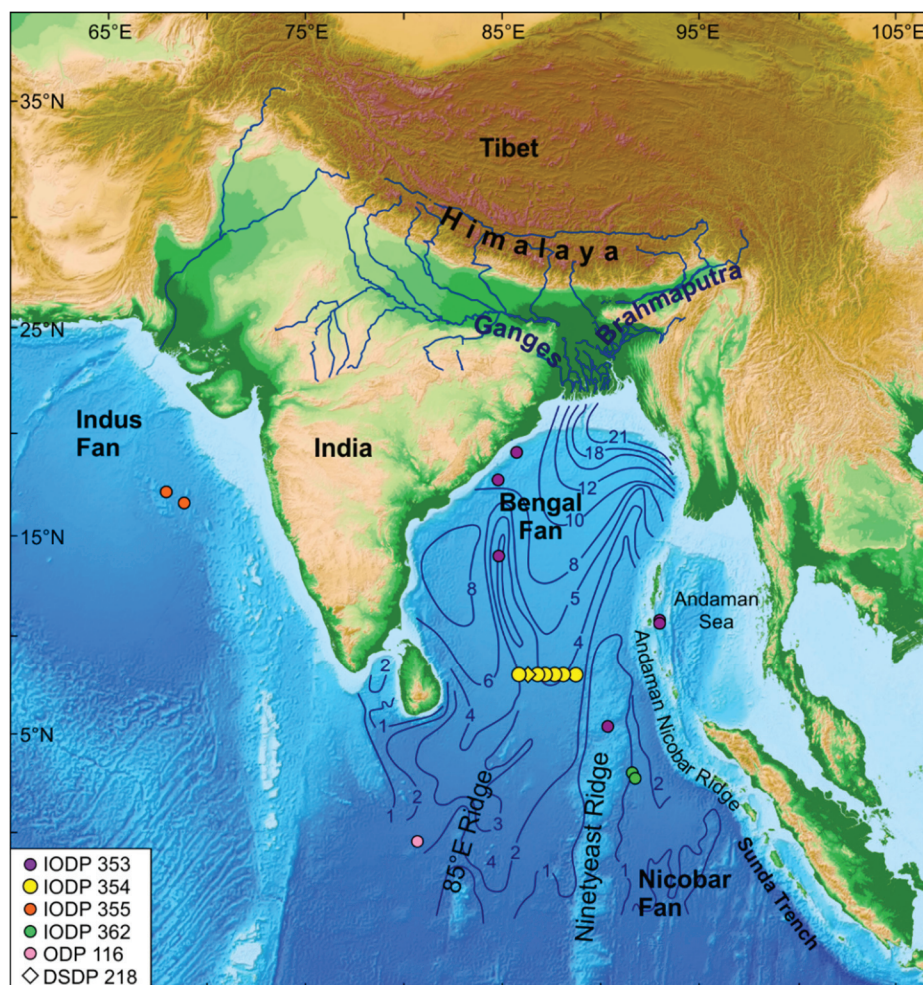 65°E 75°E 85°E 95°E 105°E
35°N
Tibet
Himalaya
Brahmaputra
25°N
Ganges
Indus
Fan
India
21
18
12
Bengal
Fan
10
15°N
8
8
5
Andaman
Sea
4
2
6
Andaman Nicobar Ridge
4
2
1
5°N
2
2
1
3
85°E Ridge
Ninetyeast Ridge
4
2
1
1
Nicobar
Fan
Sunda Trench
IODP 353
IODP 354
IODP 355
IODP 362
ODP 116
DSDP 218